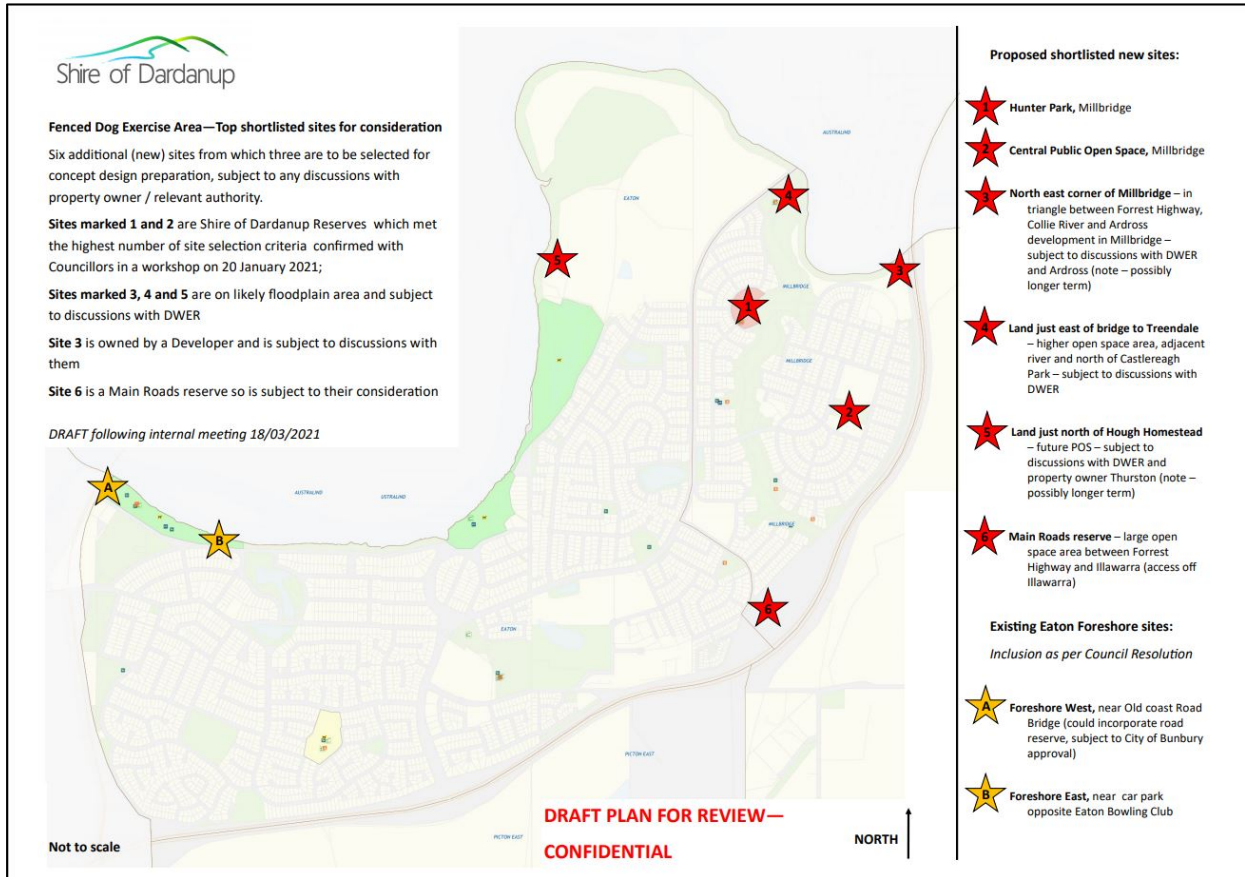 Shire of Dardanup
Fenced Dog Exercise Area—Top shortlisted sites for consideration
Six additional (new) sites from which three are to be selected for
concept design preparation, subject to any discussions with
property owner / relevant authority.
Sites marked 1 and 2 are Shire of Dardanup Reserves which met
the highest number of site selection criteria confirmed with
Councillors in a workshop on 20 January 2021;
Sites marked 3, 4 and 5 are on likely floodplain area and subject
to discussions with DWER
Site 3 is owned by a Developer and is subject to discussions with
them
Site 6 is a Main Roads reserve so is subject to their consideration
DRAFT following internal meeting 18/03/2021
AUSTRALIND
EATON
4
5
3
MILLBRIDGE
1
MILLBRIDGE
2
A
AUSTRALIND
USTRALIND
B
MILLBRIDGE
6
EATON
PICTON EAST
PICTON EAST
DRAFT PLAN FOR REVIEW—
CONFIDENTIAL
Not to scale
NORTH
Proposed shortlisted new sites:
1
Hunter Park, Millbridge
2
Central Public Open Space, Millbridge
3
North east corner of Millbridge – in
triangle between Forrest Highway,
Collie River and Ardross
development in Millbridge –
subject to discussions with DWER
and Ardross (note – possibly
longer term)
4
Land just east of bridge to Treendale
– higher open space area, adjacent
river and north of Castlereagh
Park – subject to discussions with
DWER
5
Land just north of Hough Homestead
– future POS – subject to
discussions with DWER and
property owner Thurston (note –
possibly longer term)
6
Main Roads reserve – large open
space area between Forrest
Highway and Illawarra (access off
Illawarra)
Existing Eaton Foreshore sites:
Inclusion as per Council Resolution
A
Foreshore West, near Old coast Road
Bridge (could incorporate road
reserve, subject to City of Bunbury
approval)
B
Foreshore East, near car park
opposite Eaton Bowling Club